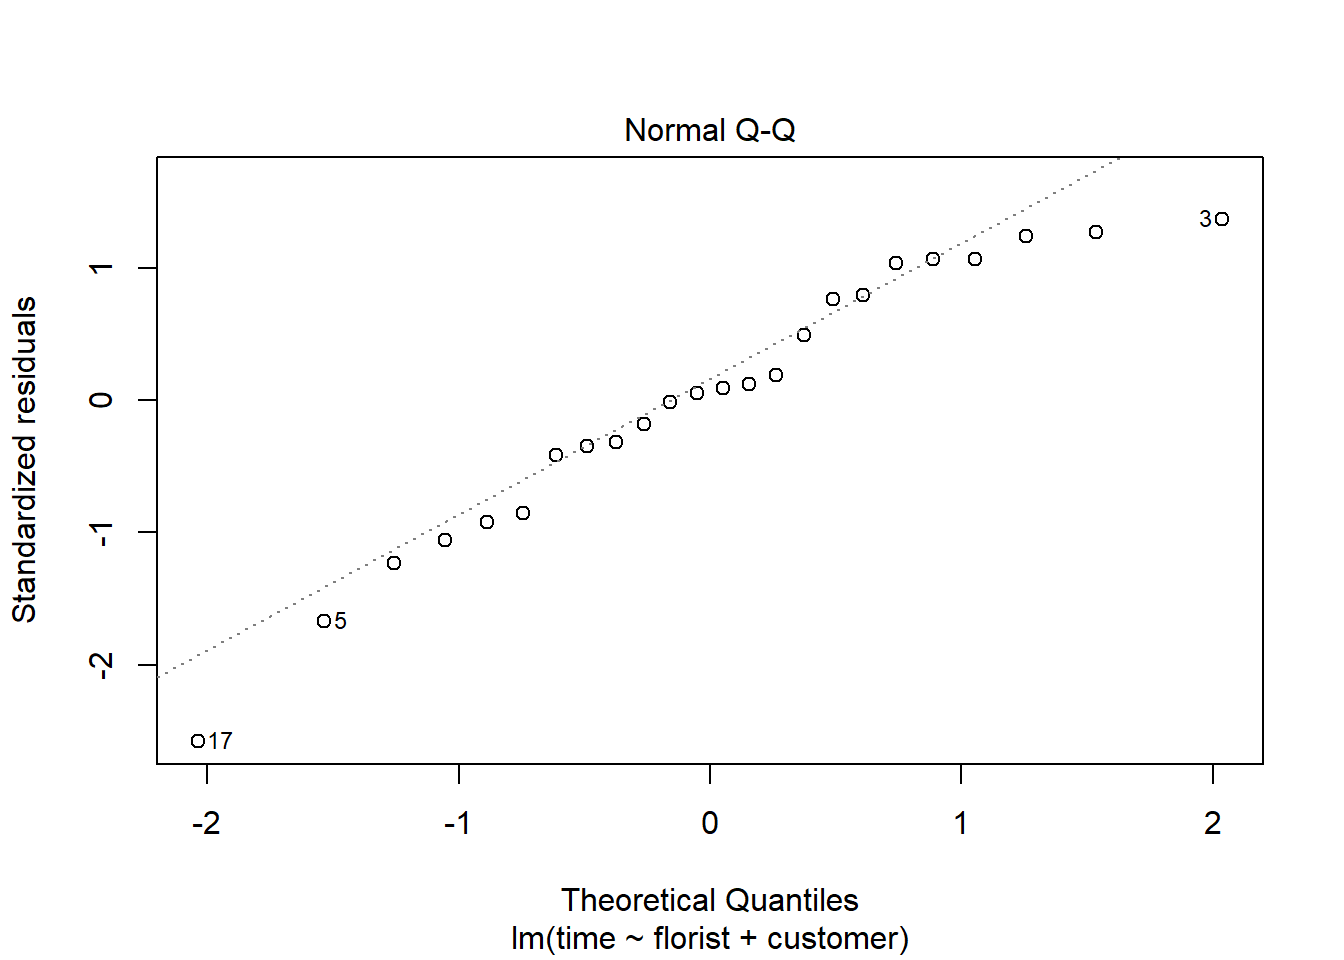 Normal Q-Q
Standardized residuals
1
0
-1
-2
3
5
17
-2 -1 0 1 2
Theoretical Quantiles
lm(time ~ florist + customer)